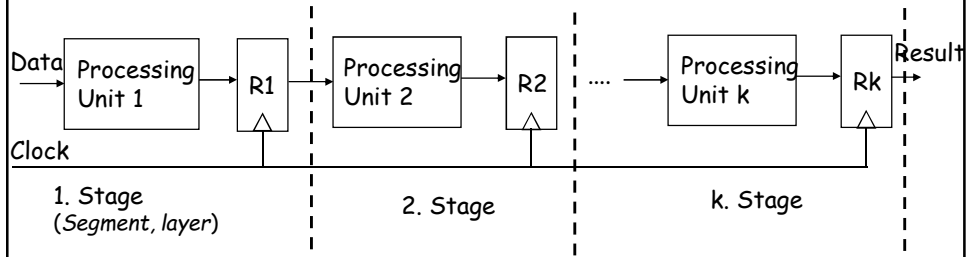 Data
Processing
Unit 1
R1
Processing
Unit 2
R2
....
Processing
Unit k
Rk
Result
Clock
1. Stage
(Segment, layer)
2. Stage
k. Stage